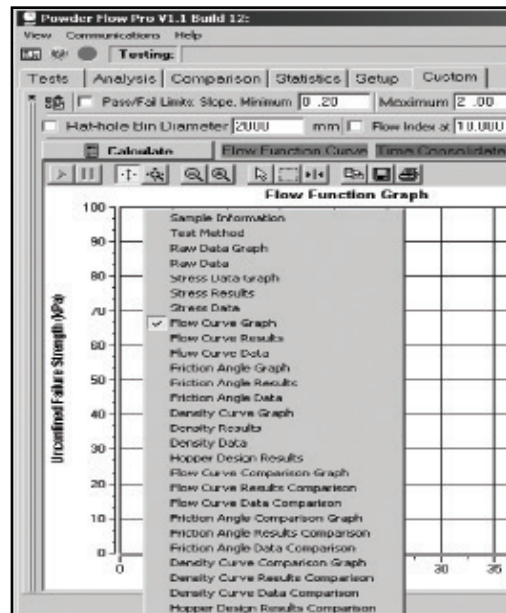 Powder Flow Pro V1.1 Build 12:
View Communications Help
Testing:
Tests Analysis Comparison Statistics Setup Custom
Pass/Fail Limits: Slope, Minimum 0 .20 Maximum 2 .00
Rat-hole Bin Diameter 2000 mm Flow Index at 10.000
Calculate Flow Function Curve Time Consolidate
Flow Function Graph
Unconfined Failure Strength (kPa)
100
90
80
70
60
50
40
30
20
10
0
0 30 35
Sample Information
Test Method
Raw Data Graph
Raw Data
Stress Data Graph
Stress Results
Stress Data
Flow Curve Graph
Flow Curve Results
Flow Curve Data
Friction Angle Graph
Friction Angle Results
Friction Angle Data
Density Curve Graph
Density Results
Density Data
Hopper Design Results
Flow Curve Comparison Graph
Flow Curve Results Comparison
Flow Curve Data Comparison
Friction Angle Comparison Graph
Friction Angle Results Comparison
Friction Angle Data Comparison
Density Curve Comparison Graph
Density Curve Results Comparison
Density Curve Data Comparison
Hopper Design Results Comparison